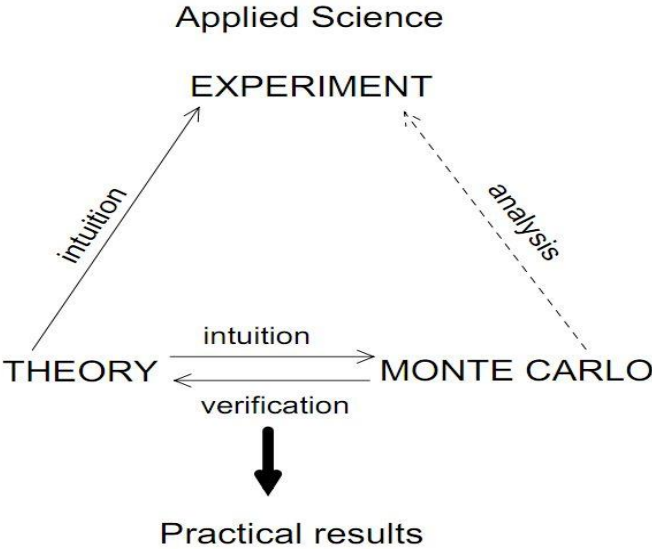 Applied Science
EXPERIMENT
intuition
analysis
intuition
THEORY
MONTE CARLO
verification
Practical results